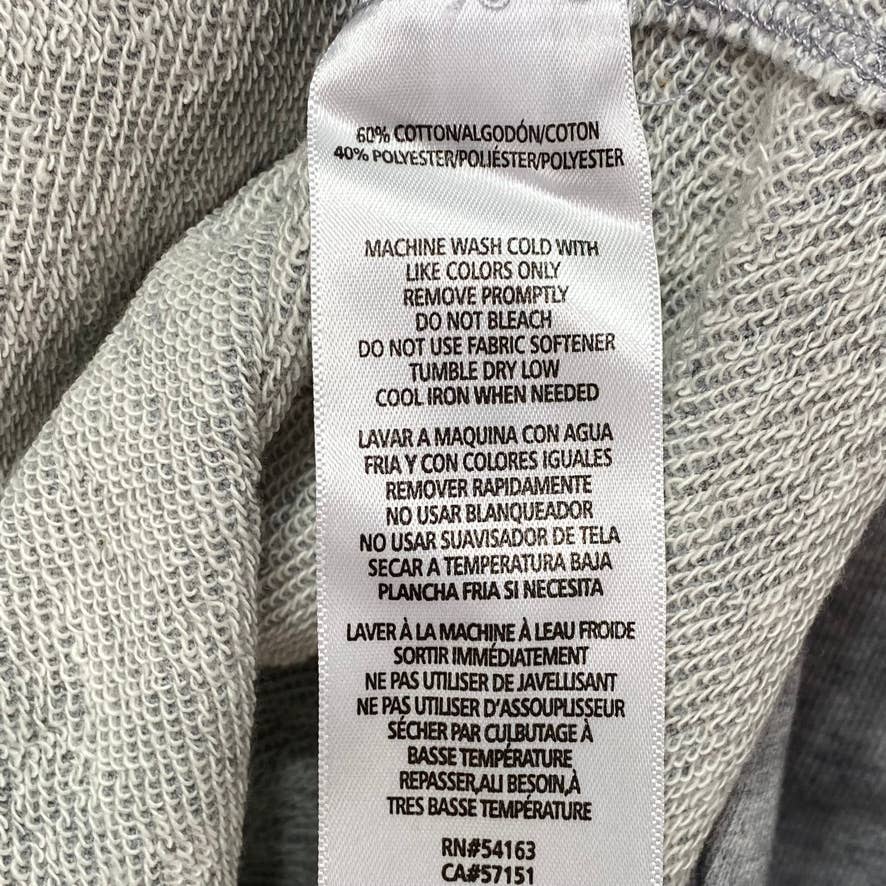 60% COTTON/ALGODÓN/COTON
40% POLYESTER/POLIÉSTER/POLYESTER
MACHINE WASH COLD WITH
LIKE COLORS ONLY
REMOVE PROMPTLY
DO NOT BLEACH
DO NOT USE FABRIC SOFTENER
TUMBLE DRY LOW
COOL IRON WHEN NEEDED
LAVAR A MAQUINA CON AGUA
FRIA Y CON COLORES IGUALES
REMOVER RAPIDAMENTE
NO USAR BLANQUEADOR
NO USAR SUAVISADOR DE TELA
SECAR A TEMPERATURA BAJA
PLANCHA FRIA SI NECESITA
LAVER À LA MACHINE À LEAU FROIDE
SORTIR IMMÉDIATEMENT
NE PAS UTILISER DE JAVELLISANT
NE PAS UTILISER D'ASSOUPLISSEUR
SÉCHER PAR CULBUTAGE À
BASSE TEMPÉRATURE
REPASSER,ALI BESOIN,À
TRES BASSE TEMPÉRATURE
RN#54163
CA#57151